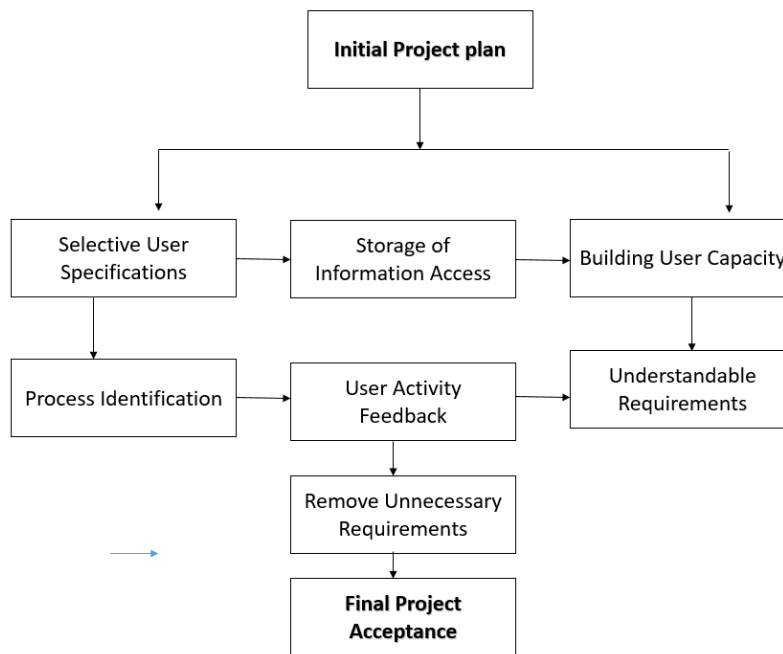 Initial Project plan
Selective User
Specifications
Storage of
Information Access
Building User Capacity
Process Identification
User Activity
Feedback
Understandable
Requirements
Remove Unnecessary
Requirements
Final Project
Acceptance